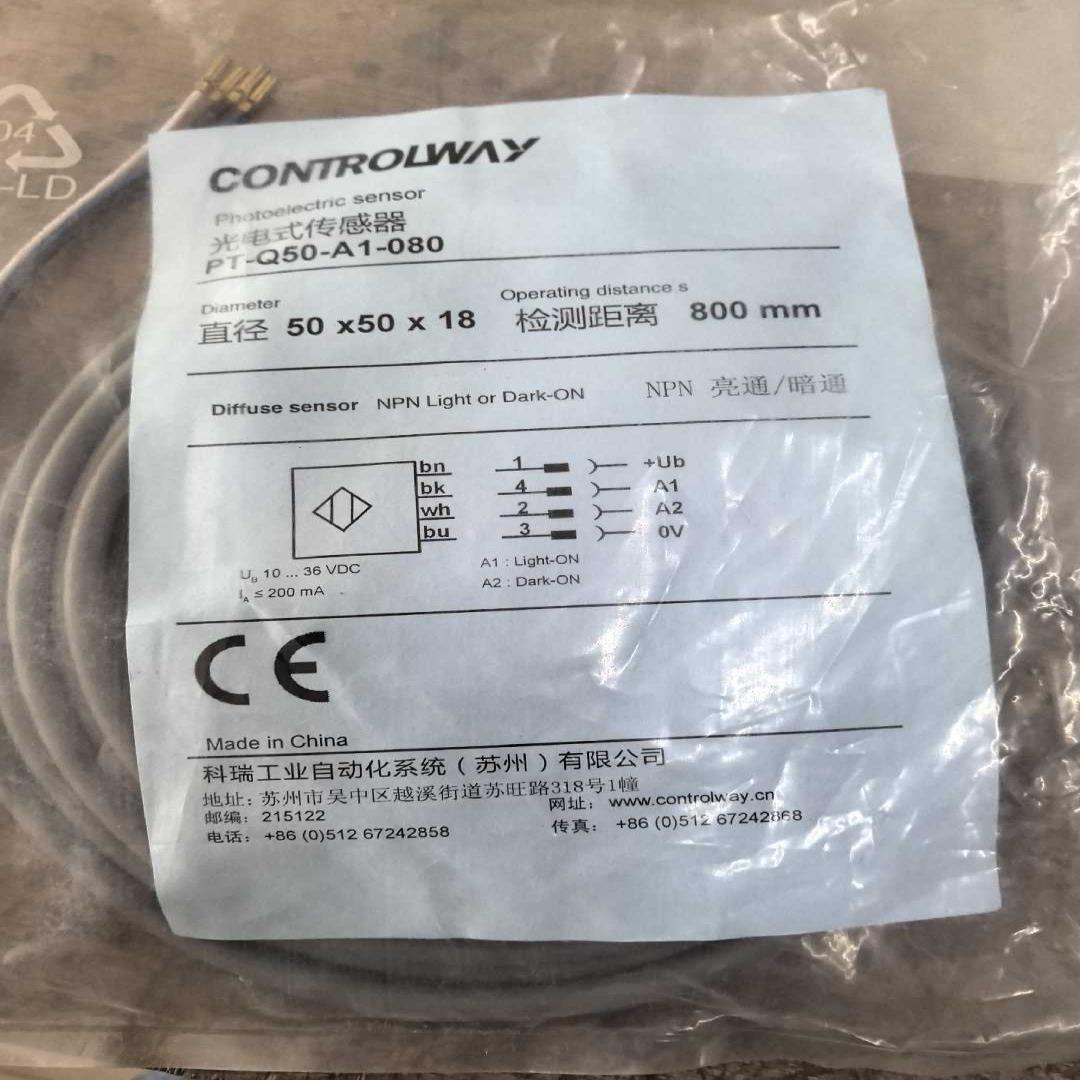 04
-LD
CONTROLWAY
Photoelectric sensor
光电式传感器
PT-Q50-A1-080
Diameter
直径 50 x50 x 18
Operating distance s
检测距离 800 mm
Diffuse sensor NPN Light or Dark-ON NPN 亮通/暗通
bn 1 +Ub
bk 4 A1
wh 2 A2
bu 3 0V
UB 10 ... 36 VDC
IA ≤ 200 mA
A1 : Light-ON
A2 : Dark-ON
CE
Made in China
科瑞工业自动化系统(苏州)有限公司
地址: 苏州市吴中区越溪街道苏旺路318号1幢
邮编: 215122 网址: www.controlway.cn
电话: +86 (0)512 67242858 传真: +86 (0)512 67242868